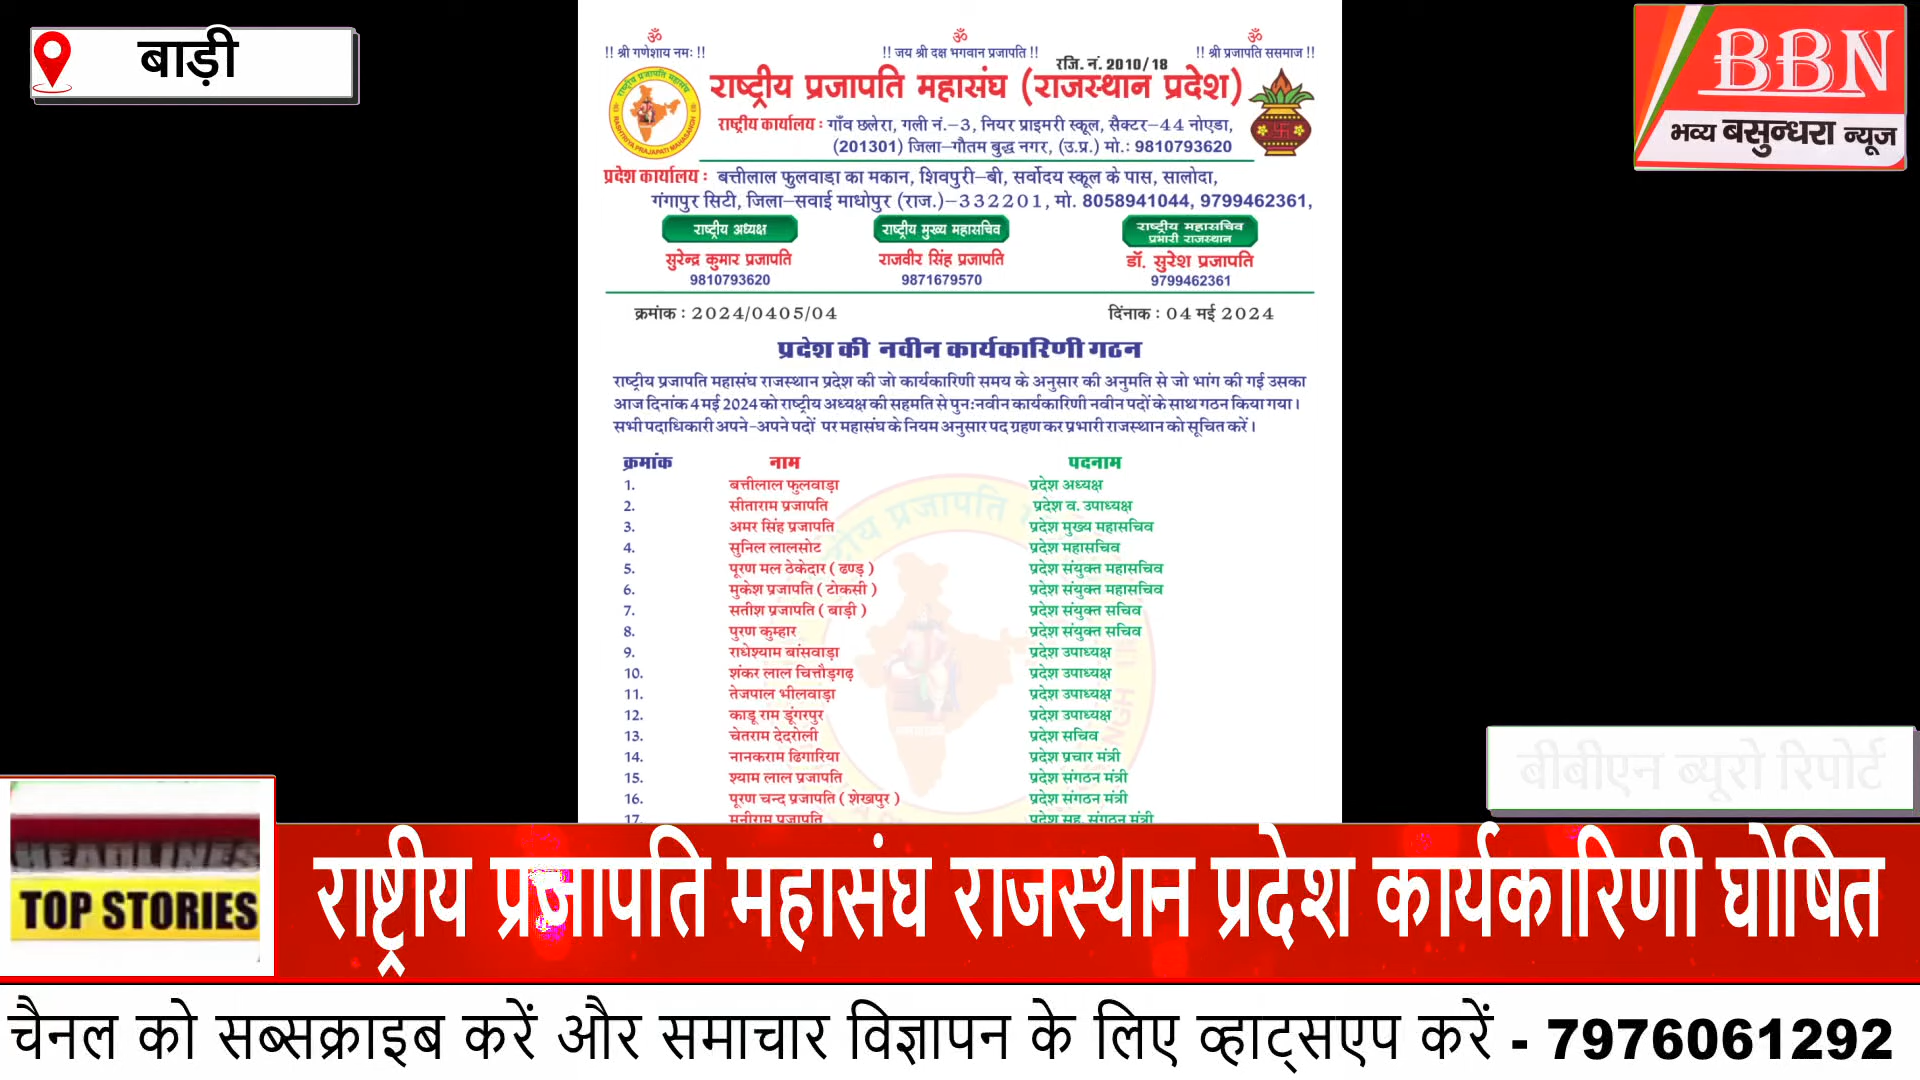 बाड़ी
BBN
भव्य बसुन्धरा न्यूज
ॐ ॐ ॐ
!! श्री गणेशाय नमः !! !! जय श्री दक्ष भगवान प्रजापति !! !! श्री प्रजापति ससमाज !!
रजि. नं. 2010/18
राष्ट्रीय प्रजापति महासंघ (राजस्थान प्रदेश)
राष्ट्रीय कार्यालय : गाँव छलेरा, गली नं.–3, नियर प्राइमरी स्कूल, सैक्टर–44 नोएडा,
(201301) जिला–गौतम बुद्ध नगर, (उ.प्र.) मो.: 9810793620
प्रदेश कार्यालय : बत्तीलाल फुलवाड़ा का मकान, शिवपुरी–बी, सर्वोदय स्कूल के पास, सालोदा,
गंगापुर सिटी, जिला–सवाई माधोपुर (राज.)–332201, मो. 8058941044, 9799462361,
राष्ट्रीय अध्यक्ष राष्ट्रीय मुख्य महासचिव राष्ट्रीय महासचिव
प्रभारी राजस्थान
सुरेन्द्र कुमार प्रजापति राजवीर सिंह प्रजापति डॉ. सुरेश प्रजापति
9810793620 9871679570 9799462361
क्रमांक : 2024/0405/04 दिंनाक : 04 मई 2024
प्रदेश की नवीन कार्यकारिणी गठन
राष्ट्रीय प्रजापति महासंघ राजस्थान प्रदेश की जो कार्यकारिणी समय के अनुसार की अनुमति से जो भांग की गई उसका
आज दिनांक 4 मई 2024 को राष्ट्रीय अध्यक्ष की सहमति से पुनःनवीन कार्यकारिणी नवीन पदों के साथ गठन किया गया।
सभी पदाधिकारी अपने-अपने पदों पर महासंघ के नियम अनुसार पद ग्रहण कर प्रभारी राजस्थान को सूचित करें।
क्रमांक नाम पदनाम
1. बत्तीलाल फुलवाड़ा प्रदेश अध्यक्ष
2. सीताराम प्रजापति प्रदेश व. उपाध्यक्ष
3. अमर सिंह प्रजापति प्रदेश मुख्य महासचिव
4. सुनिल लालसोट प्रदेश महासचिव
5. पूरण मल ठेकेदार ( ढण्ड़ ) प्रदेश संयुक्त महासचिव
6. मुकेश प्रजापति ( टोकसी ) प्रदेश संयुक्त महासचिव
7. सतीश प्रजापति ( बाड़ी ) प्रदेश संयुक्त सचिव
8. पुरण कुम्हार प्रदेश संयुक्त सचिव
9. राधेश्याम बांसवाड़ा प्रदेश उपाध्यक्ष
10. शंकर लाल चित्तौड़गढ़ प्रदेश उपाध्यक्ष
11. तेजपाल भीलवाड़ा प्रदेश उपाध्यक्ष
12. काडू राम डूंगरपुर प्रदेश उपाध्यक्ष
13. चेतराम देदरोली प्रदेश सचिव
14. नानकराम ढिगारिया प्रदेश प्रचार मंत्री
15. श्याम लाल प्रजापति प्रदेश संगठन मंत्री
16. पूरण चन्द प्रजापति ( शेखपुर ) प्रदेश संगठन मंत्री
17. मनीराम प्रजापति प्रदेश सह. संगठन मंत्री
बीबीएन ब्यूरो रिपोर्ट
HEADLINES
TOP STORIES
राष्ट्रीय प्रजापति महासंघ राजस्थान प्रदेश कार्यकारिणी घोषित
चैनल को सब्सक्राइब करें और समाचार विज्ञापन के लिए व्हाट्सएप करें - 7976061292